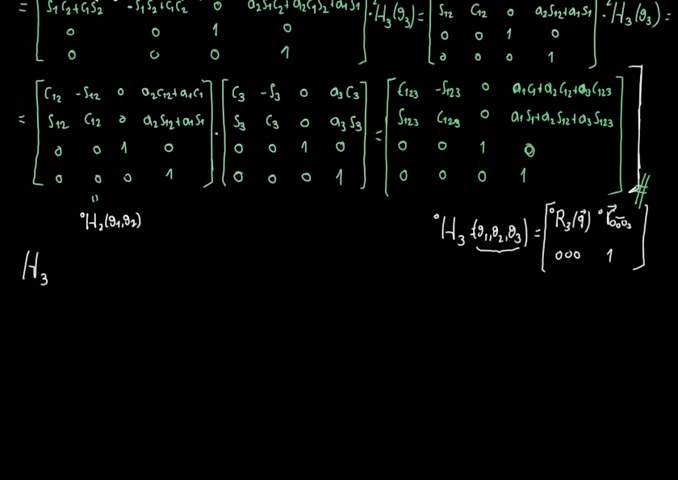 = [ S₁C₂+C₁S₂ -S₁S₂+C₁C₂ 0 a₂S₁C₂+a₂C₁S₂+a₁S₁ ; 0 0 1 0 ; 0 0 0 1 ] · ²H₃(θ₃) = [ S₁₂ C₁₂ 0 a₂S₁₂+a₁S₁ ; 0 0 1 0 ; 0 0 0 1 ] · ²H₃(θ₃) =
= [ C₁₂ -S₁₂ 0 a₂C₁₂+a₁C₁ ; S₁₂ C₁₂ 0 a₂S₁₂+a₁S₁ ; 0 0 1 0 ; 0 0 0 1 ] · [ C₃ -S₃ 0 a₃C₃ ; S₃ C₃ 0 a₃S₃ ; 0 0 1 0 ; 0 0 0 1 ] = [ C₁₂₃ -S₁₂₃ 0 a₁C₁+a₂C₁₂+a₃C₁₂₃ ; S₁₂₃ C₁₂₃ 0 a₁S₁+a₂S₁₂+a₃S₁₂₃ ; 0 0 1 0 ; 0 0 0 1 ] #
"
⁰H₂(θ₁,θ₂)
⁰H₃ (θ₁,θ₂,θ₃) = [ ⁰R₃(q⃗) ; 0 0 0 1 ]
H₃